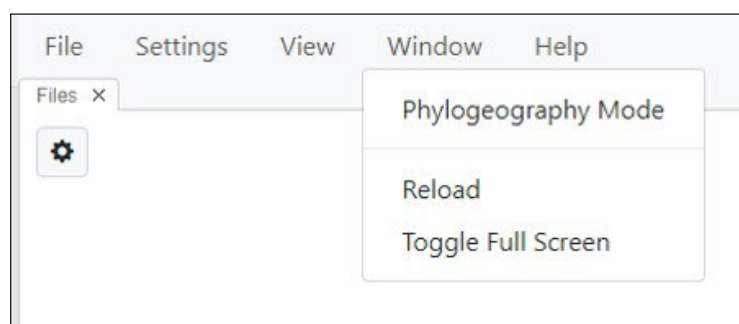 File Settings View Window Help
Files ×
Phylogeography Mode
Reload
Toggle Full Screen